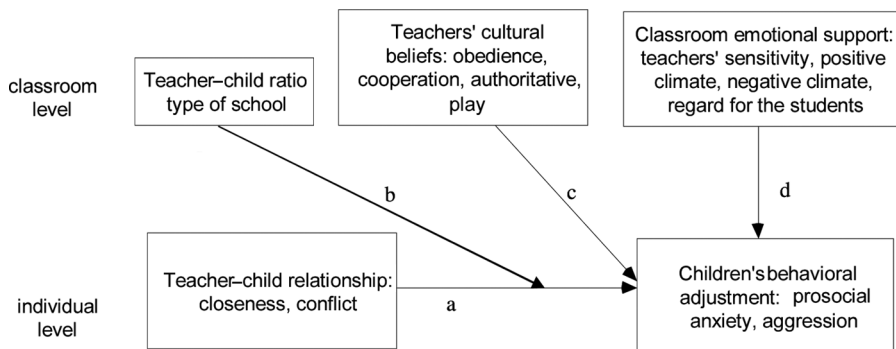 classroom
level
Teacher–child ratio
type of school
Teachers' cultural
beliefs: obedience,
cooperation, authoritative,
play
Classroom emotional support:
teachers' sensitivity, positive
climate, negative climate,
regard for the students
b
c
d
individual
level
Teacher–child relationship:
closeness, conflict
a
Children's behavioral
adjustment: prosocial
anxiety, aggression